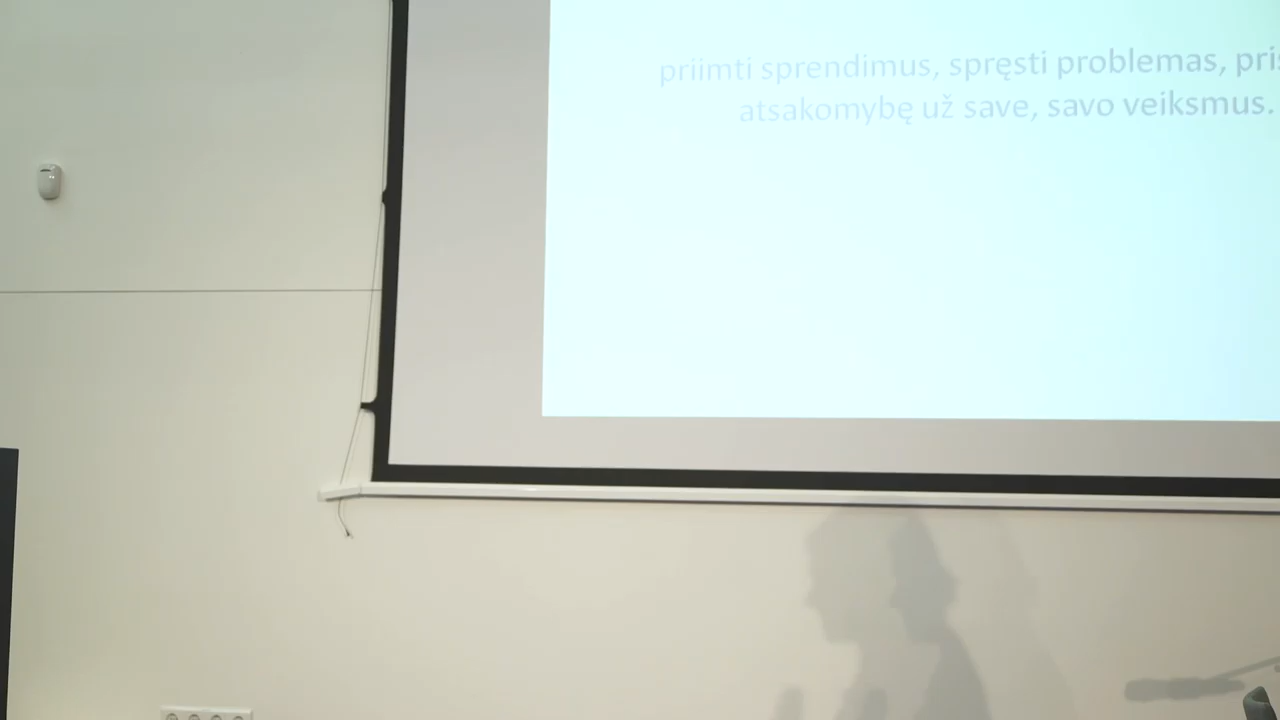 priimti sprendimus, spręsti problemas,
atsakomybę už save, savo veiksmus.